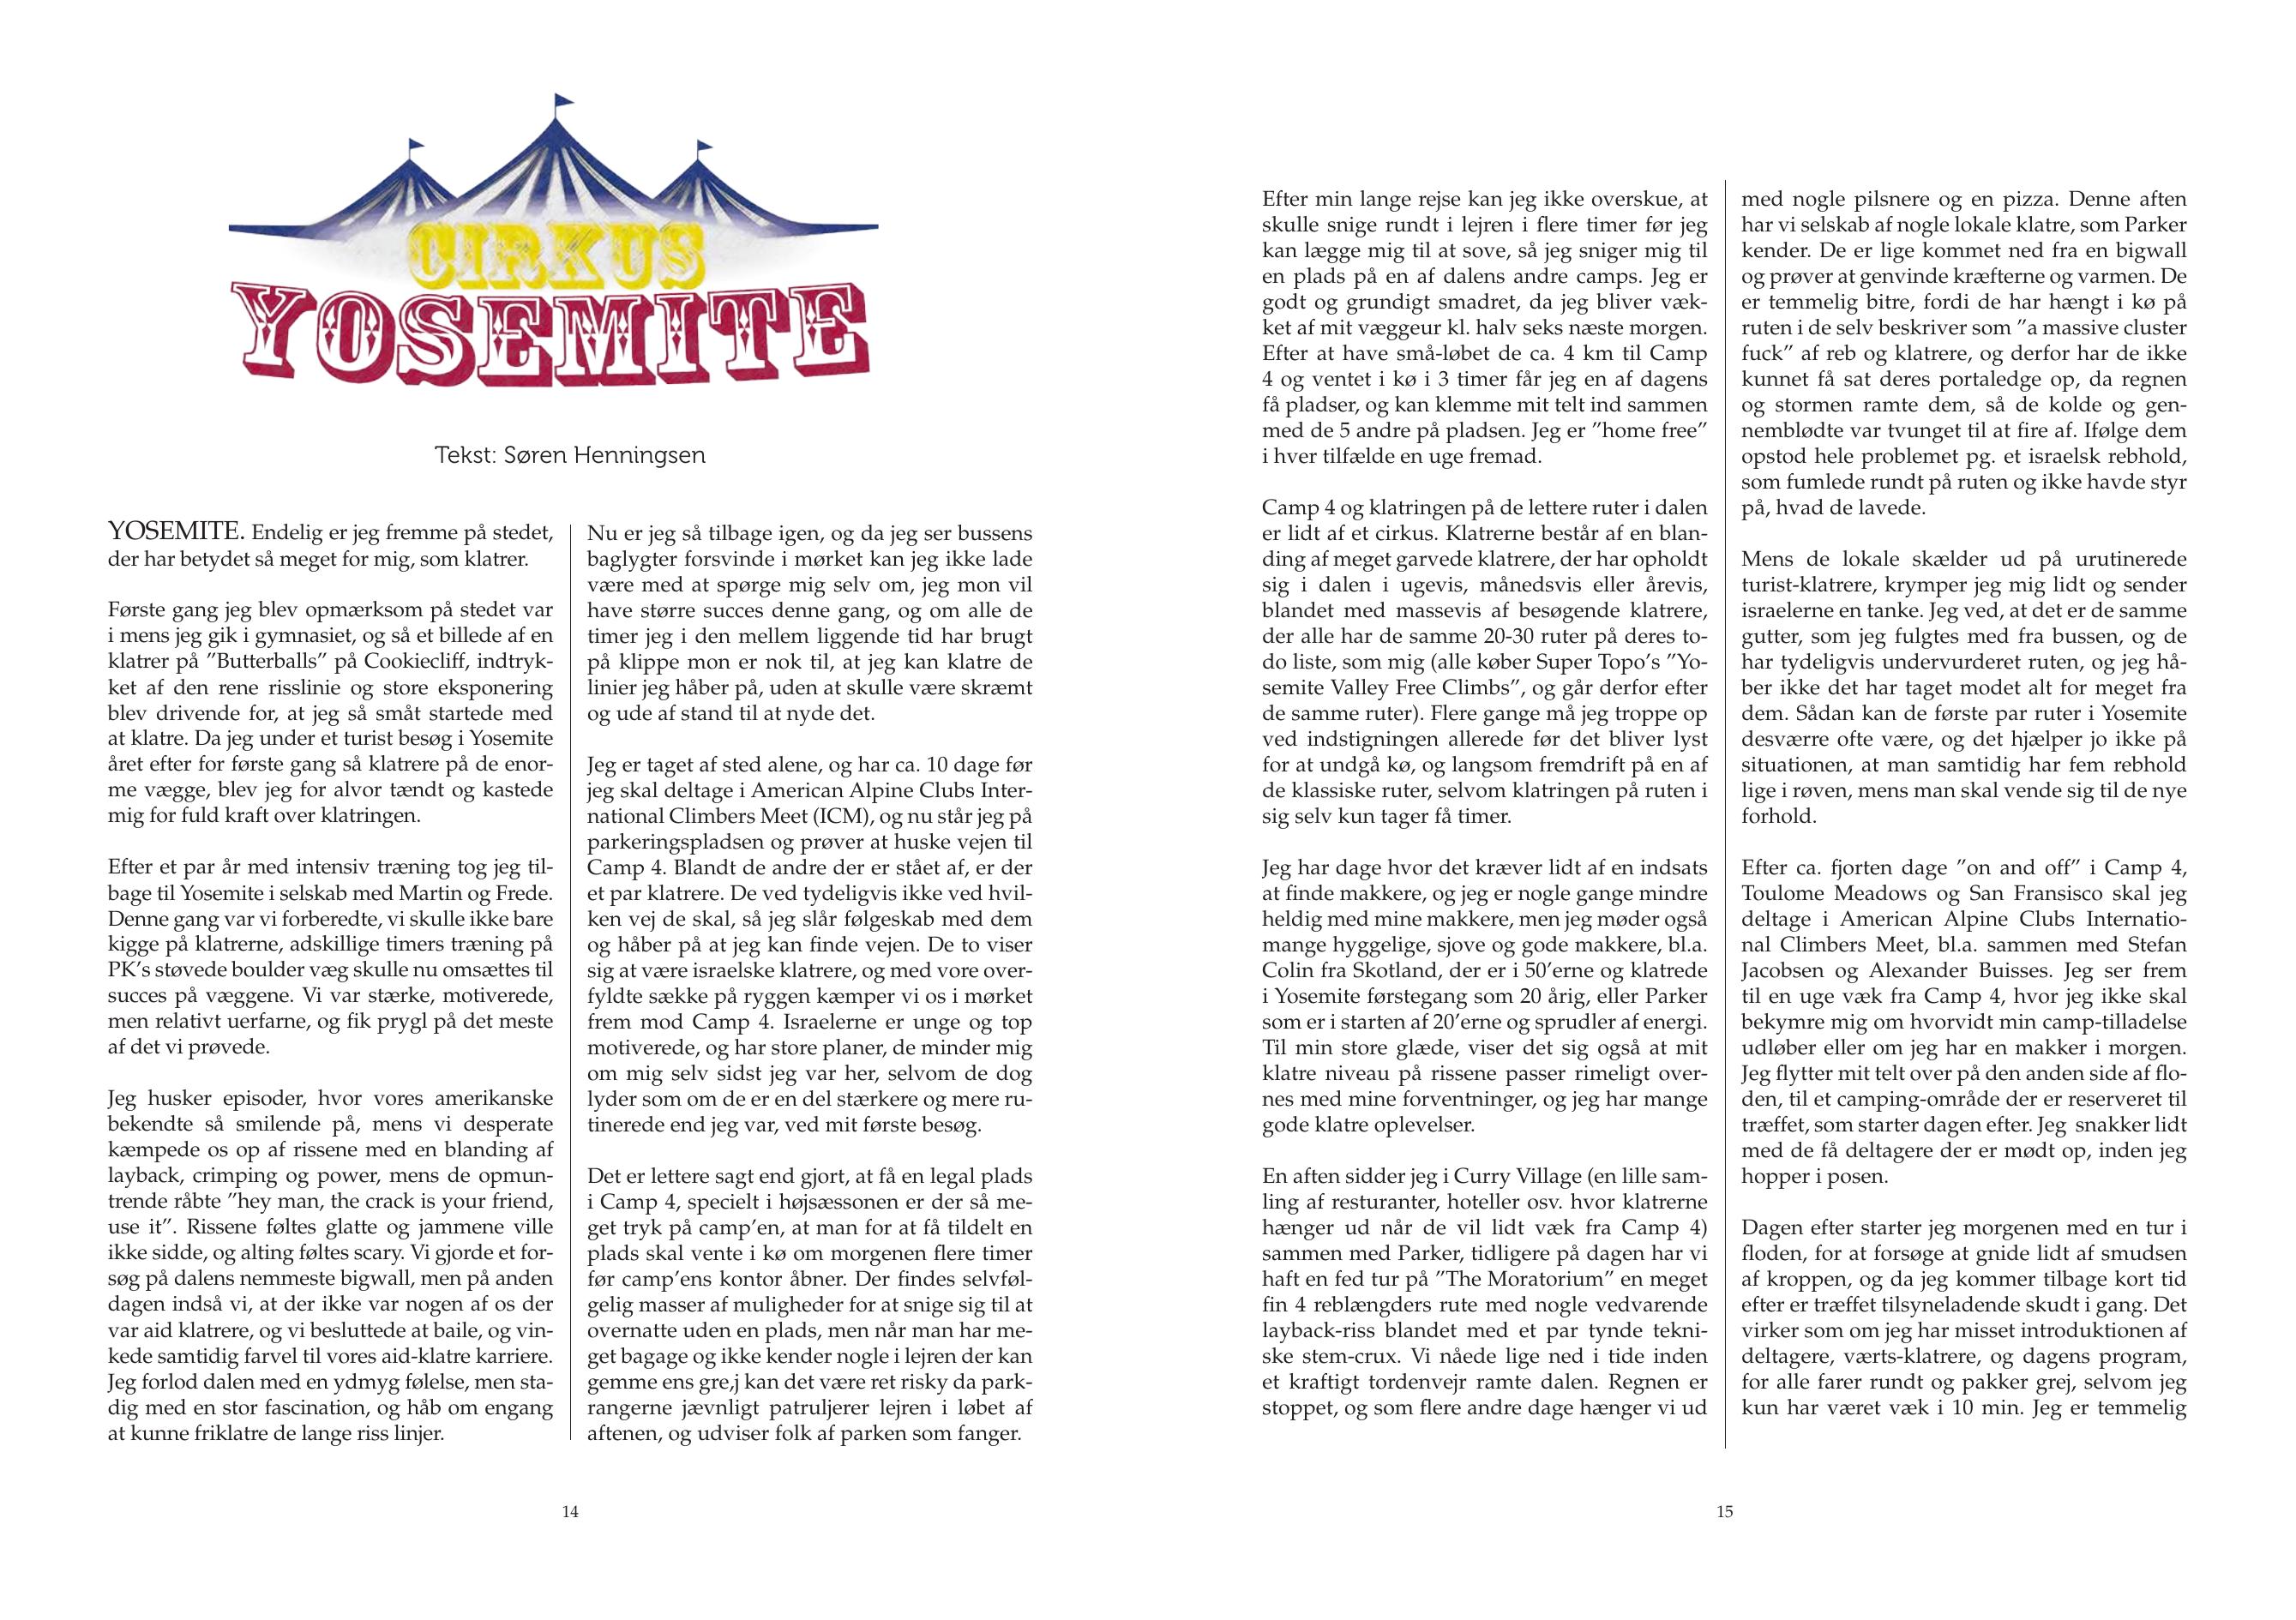 CIRKUS
YOSEMITE
Tekst: Søren Henningsen
YOSEMITE. Endelig er jeg fremme på stedet,
der har betydet så meget for mig, som klatrer.
Første gang jeg blev opmærksom på stedet var
i mens jeg gik i gymnasiet, og så et billede af en
klatrer på ”Butterballs” på Cookiecliff, indtryk-
ket af den rene risslinie og store eksponering
blev drivende for, at jeg så småt startede med
at klatre. Da jeg under et turist besøg i Yosemite
året efter for første gang så klatrere på de enor-
me vægge, blev jeg for alvor tændt og kastede
mig for fuld kraft over klatringen.
Efter et par år med intensiv træning tog jeg til-
bage til Yosemite i selskab med Martin og Frede.
Denne gang var vi forberedte, vi skulle ikke bare
kigge på klatrerne, adskillige timers træning på
PK’s støvede boulder væg skulle nu omsættes til
succes på væggene. Vi var stærke, motiverede,
men relativt uerfarne, og fik prygl på det meste
af det vi prøvede.
Jeg husker episoder, hvor vores amerikanske
bekendte så smilende på, mens vi desperate
kæmpede os op af rissene med en blanding af
layback, crimping og power, mens de opmun-
trende råbte ”hey man, the crack is your friend,
use it”. Rissene føltes glatte og jammene ville
ikke sidde, og alting føltes scary. Vi gjorde et for-
søg på dalens nemmeste bigwall, men på anden
dagen indså vi, at der ikke var nogen af os der
var aid klatrere, og vi besluttede at baile, og vin-
kede samtidig farvel til vores aid-klatre karriere.
Jeg forlod dalen med en ydmyg følelse, men sta-
dig med en stor fascination, og håb om engang
at kunne friklatre de lange riss linjer.
Nu er jeg så tilbage igen, og da jeg ser bussens
baglygter forsvinde i mørket kan jeg ikke lade
være med at spørge mig selv om, jeg mon vil
have større succes denne gang, og om alle de
timer jeg i den mellem liggende tid har brugt
på klippe mon er nok til, at jeg kan klatre de
linier jeg håber på, uden at skulle være skræmt
og ude af stand til at nyde det.
Jeg er taget af sted alene, og har ca. 10 dage før
jeg skal deltage i American Alpine Clubs Inter-
national Climbers Meet (ICM), og nu står jeg på
parkeringspladsen og prøver at huske vejen til
Camp 4. Blandt de andre der er stået af, er der
et par klatrere. De ved tydeligvis ikke ved hvil-
ken vej de skal, så jeg slår følgeskab med dem
og håber på at jeg kan finde vejen. De to viser
sig at være israelske klatrere, og med vore over-
fyldte sække på ryggen kæmper vi os i mørket
frem mod Camp 4. Israelerne er unge og top
motiverede, og har store planer, de minder mig
om mig selv sidst jeg var her, selvom de dog
lyder som om de er en del stærkere og mere ru-
tinerede end jeg var, ved mit første besøg.
Det er lettere sagt end gjort, at få en legal plads
i Camp 4, specielt i højsæssonen er der så me-
get tryk på camp’en, at man for at få tildelt en
plads skal vente i kø om morgenen flere timer
før camp’ens kontor åbner. Der findes selvføl-
gelig masser af muligheder for at snige sig til at
overnatte uden en plads, men når man har me-
get bagage og ikke kender nogle i lejren der kan
gemme ens gre,j kan det være ret risky da park-
rangerne jævnligt patruljerer lejren i løbet af
aftenen, og udviser folk af parken som fanger.
14
Efter min lange rejse kan jeg ikke overskue, at
skulle snige rundt i lejren i flere timer før jeg
kan lægge mig til at sove, så jeg sniger mig til
en plads på en af dalens andre camps. Jeg er
godt og grundigt smadret, da jeg bliver væk-
ket af mit væggeur kl. halv seks næste morgen.
Efter at have små-løbet de ca. 4 km til Camp
4 og ventet i kø i 3 timer får jeg en af dagens
få pladser, og kan klemme mit telt ind sammen
med de 5 andre på pladsen. Jeg er ”home free”
i hver tilfælde en uge fremad.
Camp 4 og klatringen på de lettere ruter i dalen
er lidt af et cirkus. Klatrerne består af en blan-
ding af meget garvede klatrere, der har opholdt
sig i dalen i ugevis, månedsvis eller årevis,
blandet med massevis af besøgende klatrere,
der alle har de samme 20-30 ruter på deres to-
do liste, som mig (alle køber Super Topo’s ”Yo-
semite Valley Free Climbs”, og går derfor efter
de samme ruter). Flere gange må jeg troppe op
ved indstigningen allerede før det bliver lyst
for at undgå kø, og langsom fremdrift på en af
de klassiske ruter, selvom klatringen på ruten i
sig selv kun tager få timer.
Jeg har dage hvor det kræver lidt af en indsats
at finde makkere, og jeg er nogle gange mindre
heldig med mine makkere, men jeg møder også
mange hyggelige, sjove og gode makkere, bl.a.
Colin fra Skotland, der er i 50’erne og klatrede
i Yosemite førstegang som 20 årig, eller Parker
som er i starten af 20’erne og sprudler af energi.
Til min store glæde, viser det sig også at mit
klatre niveau på rissene passer rimeligt over-
nes med mine forventninger, og jeg har mange
gode klatre oplevelser.
En aften sidder jeg i Curry Village (en lille sam-
ling af resturanter, hoteller osv. hvor klatrerne
hænger ud når de vil lidt væk fra Camp 4)
sammen med Parker, tidligere på dagen har vi
haft en fed tur på ”The Moratorium” en meget
fin 4 reblængders rute med nogle vedvarende
layback-riss blandet med et par tynde tekni-
ske stem-crux. Vi nåede lige ned i tide inden
et kraftigt tordenvejr ramte dalen. Regnen er
stoppet, og som flere andre dage hænger vi ud
med nogle pilsnere og en pizza. Denne aften
har vi selskab af nogle lokale klatre, som Parker
kender. De er lige kommet ned fra en bigwall
og prøver at genvinde kræfterne og varmen. De
er temmelig bitre, fordi de har hængt i kø på
ruten i de selv beskriver som ”a massive cluster
fuck” af reb og klatrere, og derfor har de ikke
kunnet få sat deres portaledge op, da regnen
og stormen ramte dem, så de kolde og gen-
nemblødte var tvunget til at fire af. Ifølge dem
opstod hele problemet pg. et israelsk rebhold,
som fumlede rundt på ruten og ikke havde styr
på, hvad de lavede.
Mens de lokale skælder ud på urutinerede
turist-klatrere, krymper jeg mig lidt og sender
israelerne en tanke. Jeg ved, at det er de samme
gutter, som jeg fulgtes med fra bussen, og de
har tydeligvis undervurderet ruten, og jeg hå-
ber ikke det har taget modet alt for meget fra
dem. Sådan kan de første par ruter i Yosemite
desværre ofte være, og det hjælper jo ikke på
situationen, at man samtidig har fem rebhold
lige i røven, mens man skal vende sig til de nye
forhold.
Efter ca. fjorten dage ”on and off” i Camp 4,
Toulome Meadows og San Fransisco skal jeg
deltage i American Alpine Clubs Internatio-
nal Climbers Meet, bl.a. sammen med Stefan
Jacobsen og Alexander Buisses. Jeg ser frem
til en uge væk fra Camp 4, hvor jeg ikke skal
bekymre mig om hvorvidt min camp-tilladelse
udløber eller om jeg har en makker i morgen.
Jeg flytter mit telt over på den anden side af flo-
den, til et camping-område der er reserveret til
træffet, som starter dagen efter. Jeg snakker lidt
med de få deltagere der er mødt op, inden jeg
hopper i posen.
Dagen efter starter jeg morgenen med en tur i
floden, for at forsøge at gnide lidt af smudsen
af kroppen, og da jeg kommer tilbage kort tid
efter er træffet tilsyneladende skudt i gang. Det
virker som om jeg har misset introduktionen af
deltagere, værts-klatrere, og dagens program,
for alle farer rundt og pakker grej, selvom jeg
kun har været væk i 10 min. Jeg er temmelig
15